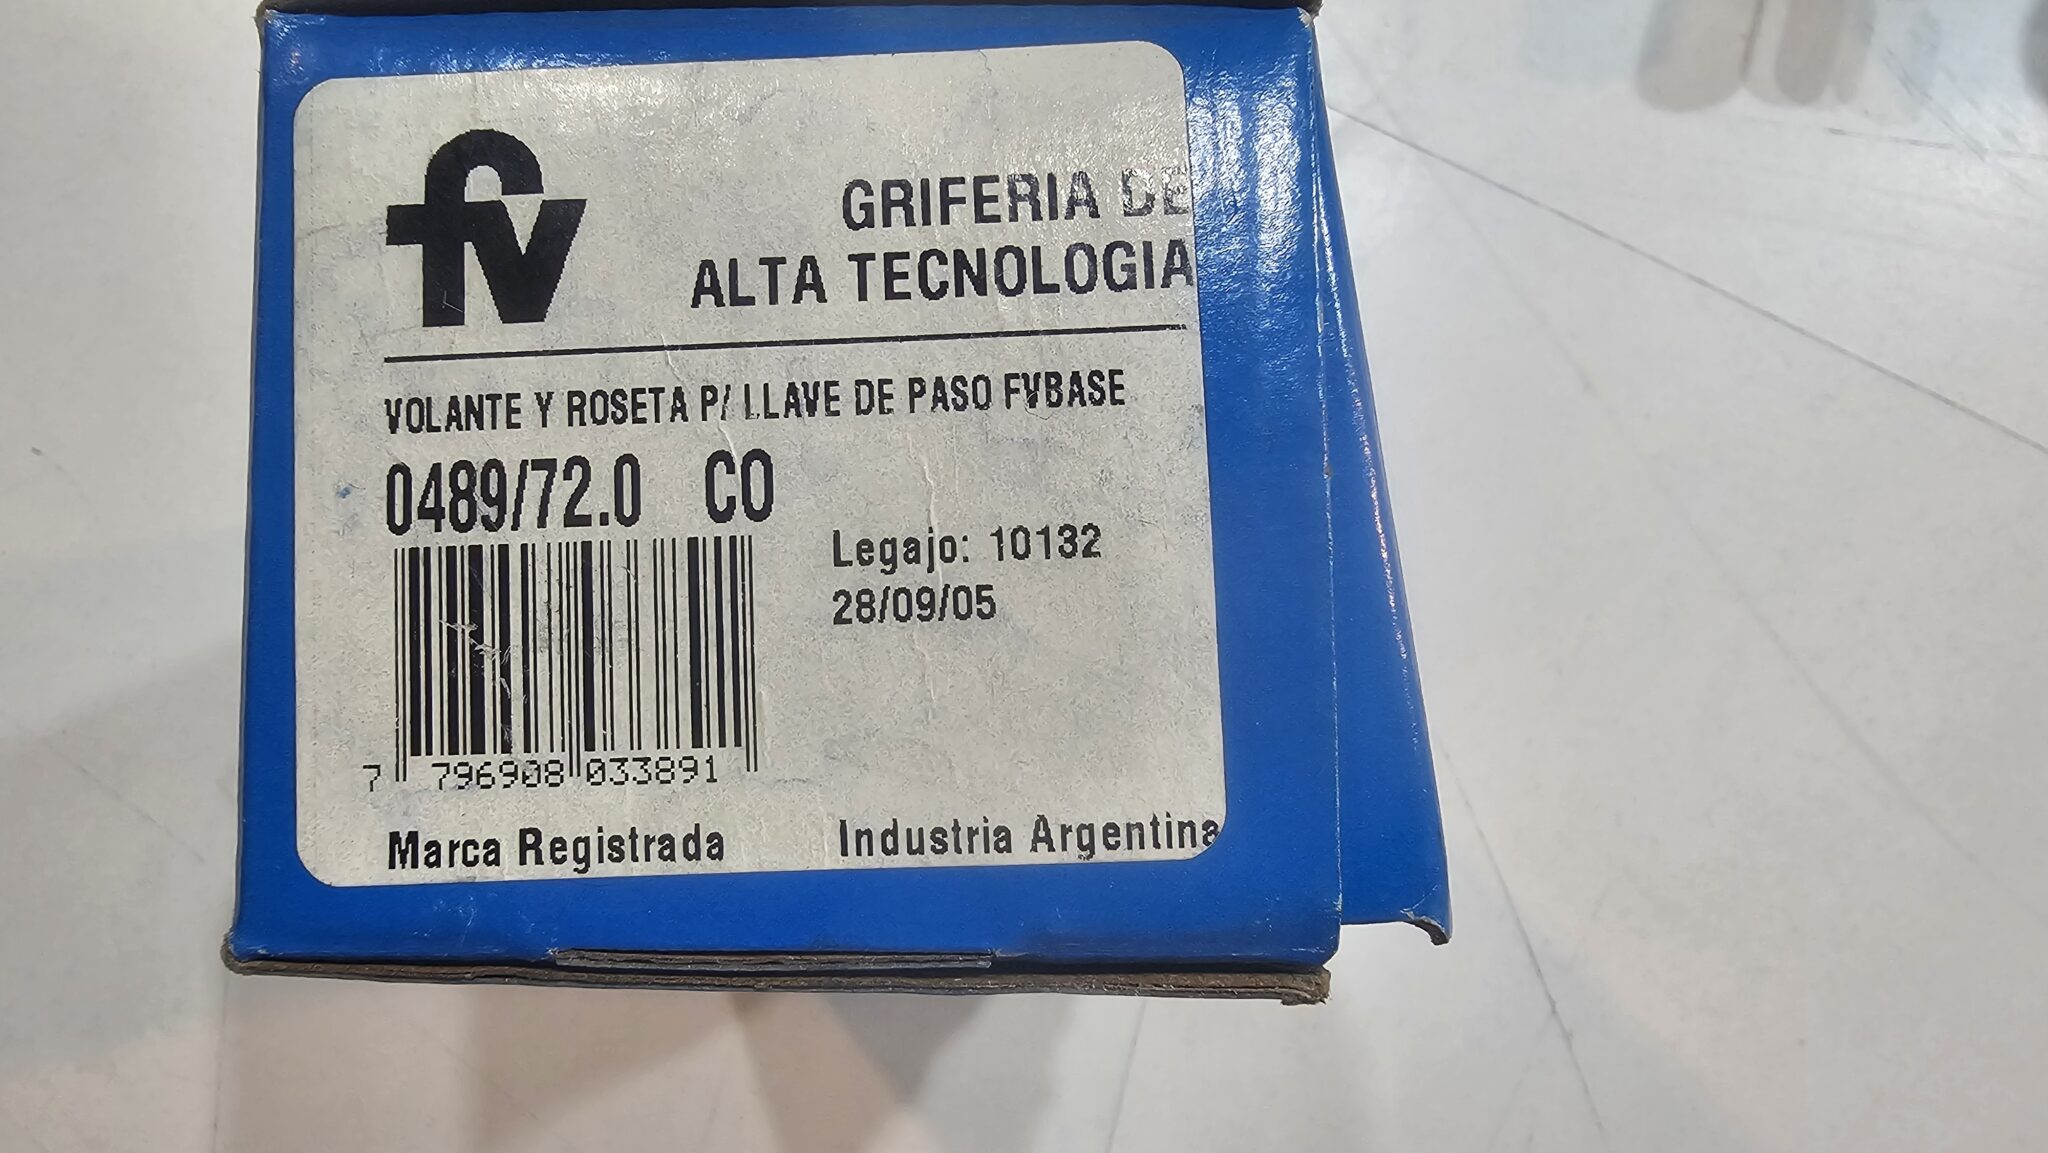 fv
GRIFERIA DE
ALTA TECNOLOGIA
VOLANTE Y ROSETA P/ LLAVE DE PASO FVBASE
0489/72.0 CO
Legajo: 10132
28/09/05
7 796908 033891
Marca Registrada Industria Argentina